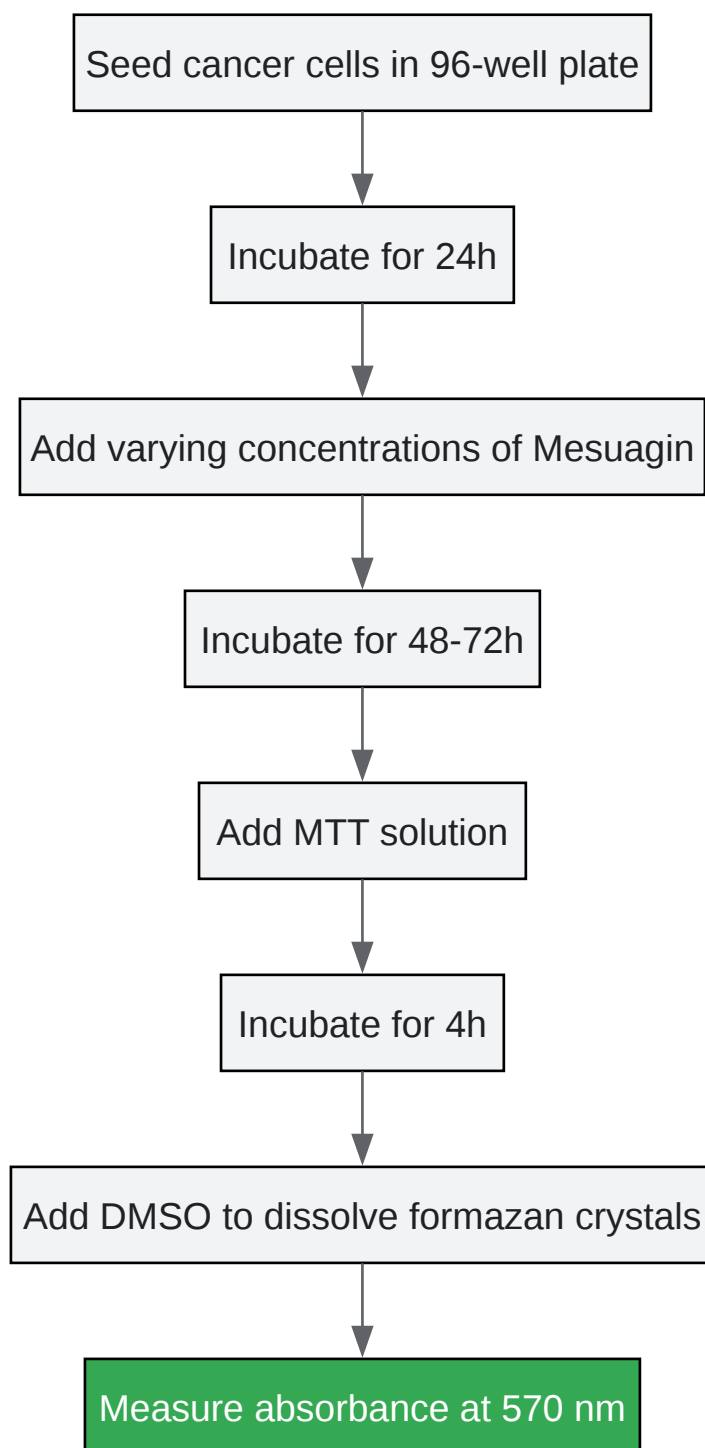 Seed cancer cells in 96-well plate
Incubate for 24h
Add varying concentrations of Mesuagin
Incubate for 48-72h
Add MTT solution
Incubate for 4h
Add DMSO to dissolve formazan crystals
Measure absorbance at 570 nm